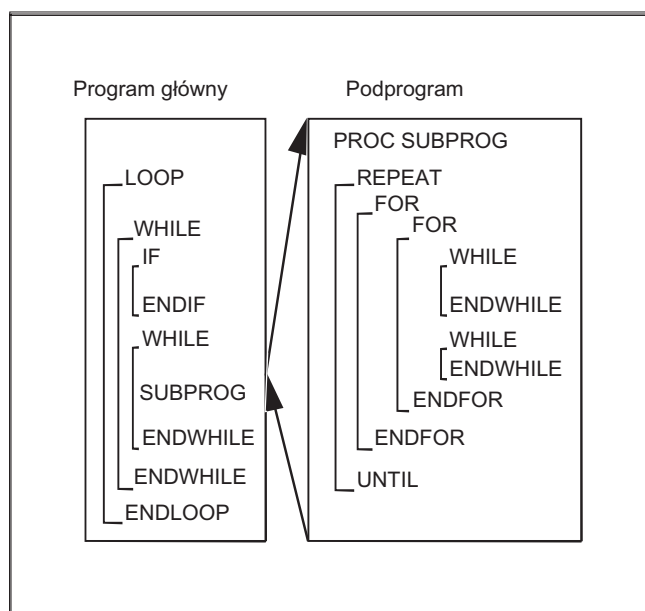 Program główny
LOOP
WHILE
IF
ENDIF
WHILE
SUBPROG
ENDWHILE
ENDWHILE
ENDLOOP
Podprogram
PROC SUBPROG
REPEAT
FOR
FOR
WHILE
ENDWHILE
WHILE
ENDWHILE
ENDFOR
ENDFOR
UNTIL